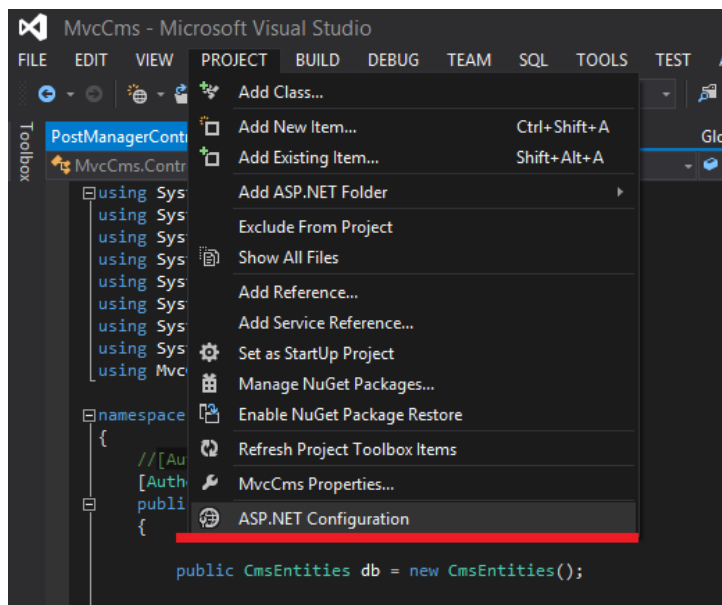 MvcCms - Microsoft Visual Studio
FILE EDIT VIEW PROJECT BUILD DEBUG TEAM SQL TOOLS TEST
Add Class...
Toolbox
PostManagerContr
Add New Item... Ctrl+Shift+A
Glo
MvcCms.Contr
Add Existing Item... Shift+Alt+A
using Sys
Add ASP.NET Folder
using Sys
using Sys
Exclude From Project
using Sys
Show All Files
using Sys
using Sys
Add Reference...
using Sys
Add Service Reference...
using Sys
Set as StartUp Project
using Mvc
Manage NuGet Packages...
namespace
Enable NuGet Package Restore
{
//[Au
Refresh Project Toolbox Items
[Auth
MvcCms Properties...
publi
ASP.NET Configuration
{
public CmsEntities db = new CmsEntities();